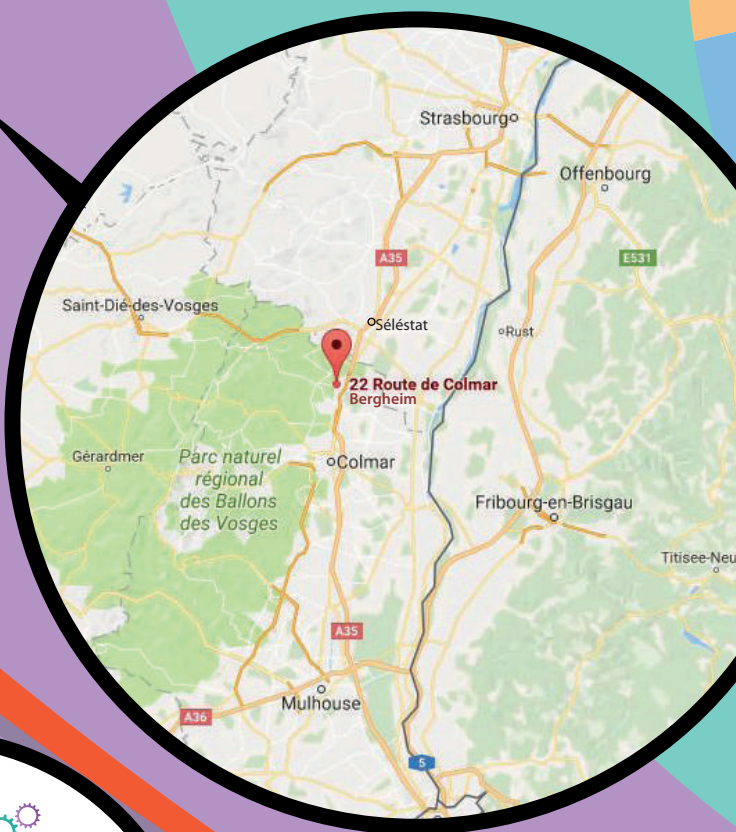 Strasbourg
Offenbourg
A35
E531
Saint-Dié-des-Vosges
Séléstat
Rust
22 Route de Colmar
Bergheim
Gérardmer
Parc naturel
régional
des Ballons
des Vosges
Colmar
Fribourg-en-Brisgau
Titisee-Neu
A35
Mulhouse
A36
5